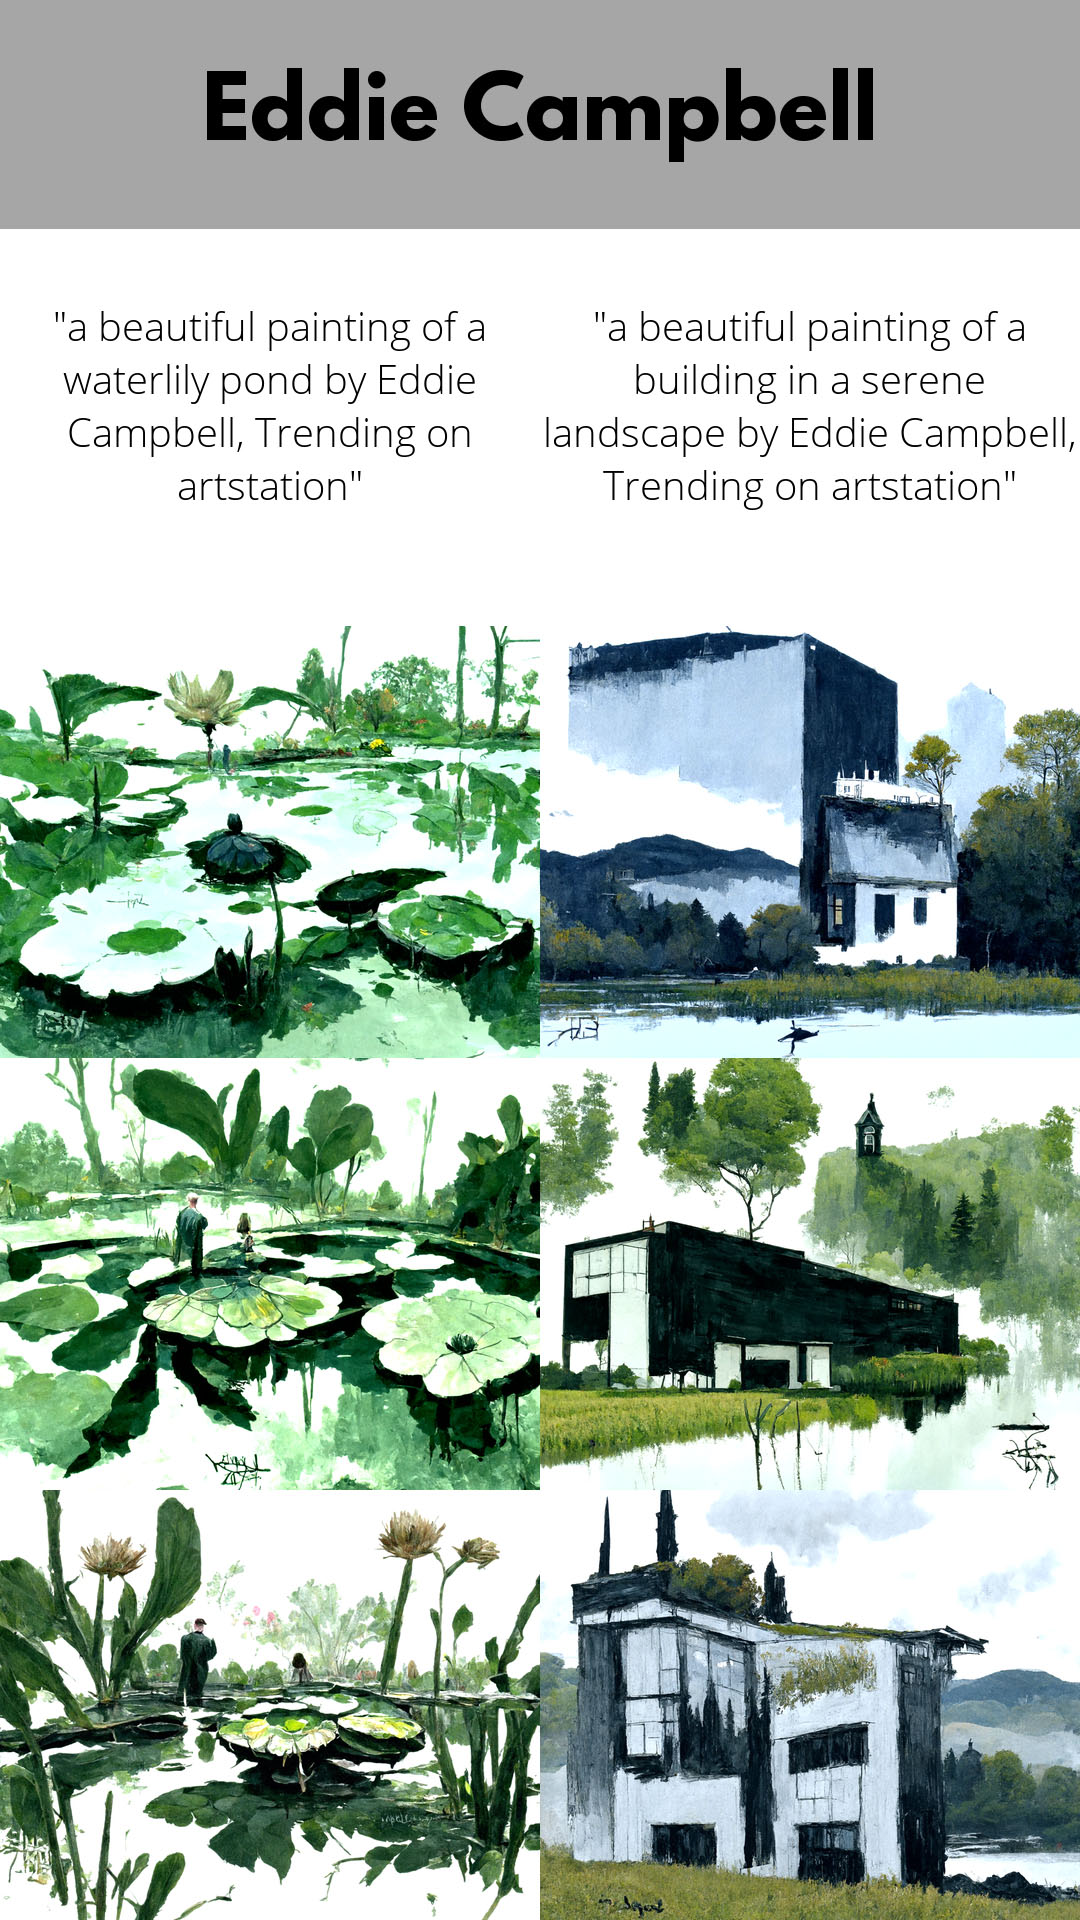 Eddie Campbell
"a beautiful painting of a
waterlily pond by Eddie
Campbell, Trending on
artstation"
"a beautiful painting of a
building in a serene
landscape by Eddie Campbell,
Trending on artstation"